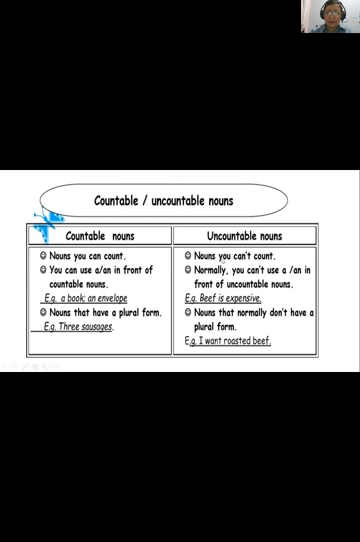 Countable / uncountable nouns
Countable nouns
☺ Nouns you can count.
☺ You can use a/an in front of
countable nouns.
E.g. a book; an envelope
☺ Nouns that have a plural form.
E.g. Three sausages.
Uncountable nouns
☺ Nouns you can't count.
☺ Normally, you can't use a /an in
front of uncountable nouns.
E.g. Beef is expensive.
☺ Nouns that normally don't have a
plural form.
E.g. I want roasted beef.